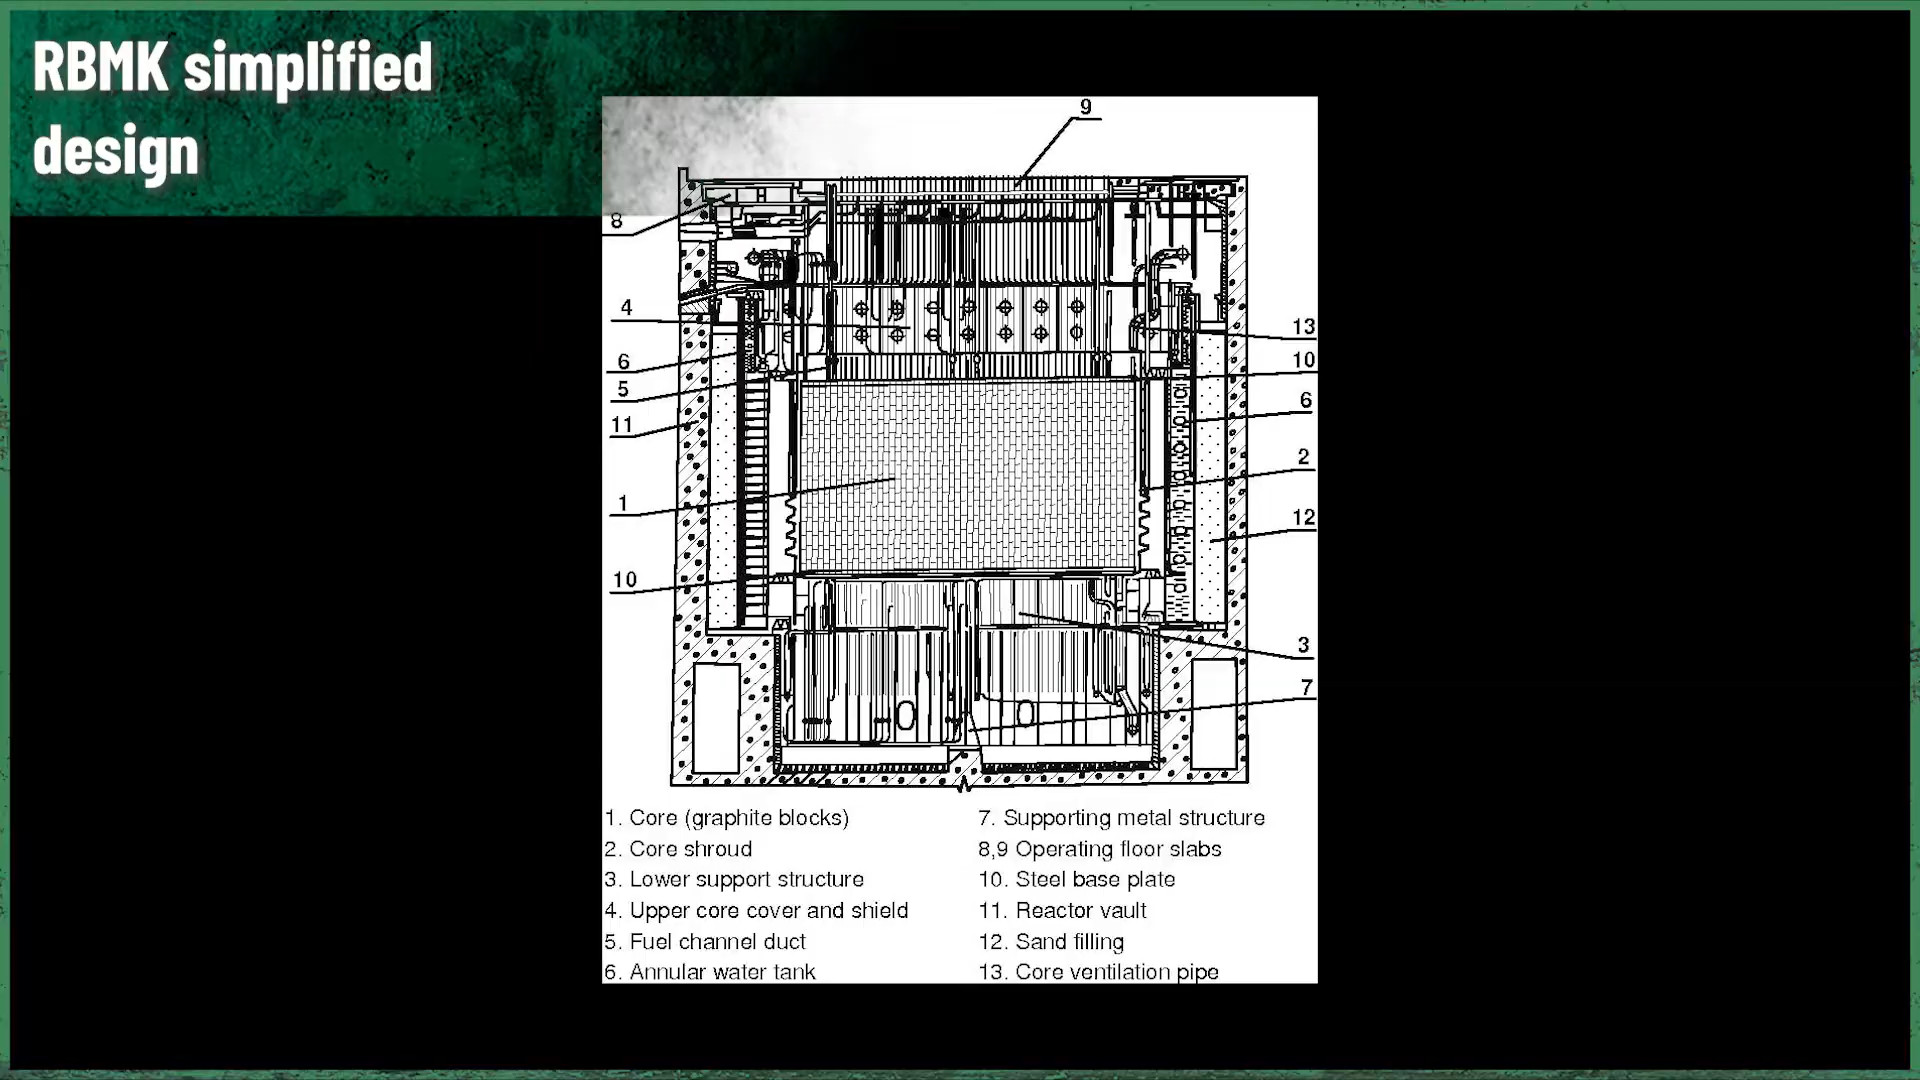 RBMK simplified
design
9
8
4
13
6
10
5
6
11
2
1
12
10
3
7
1. Core (graphite blocks)
2. Core shroud
3. Lower support structure
4. Upper core cover and shield
5. Fuel channel duct
6. Annular water tank
7. Supporting metal structure
8,9 Operating floor slabs
10. Steel base plate
11. Reactor vault
12. Sand filling
13. Core ventilation pipe